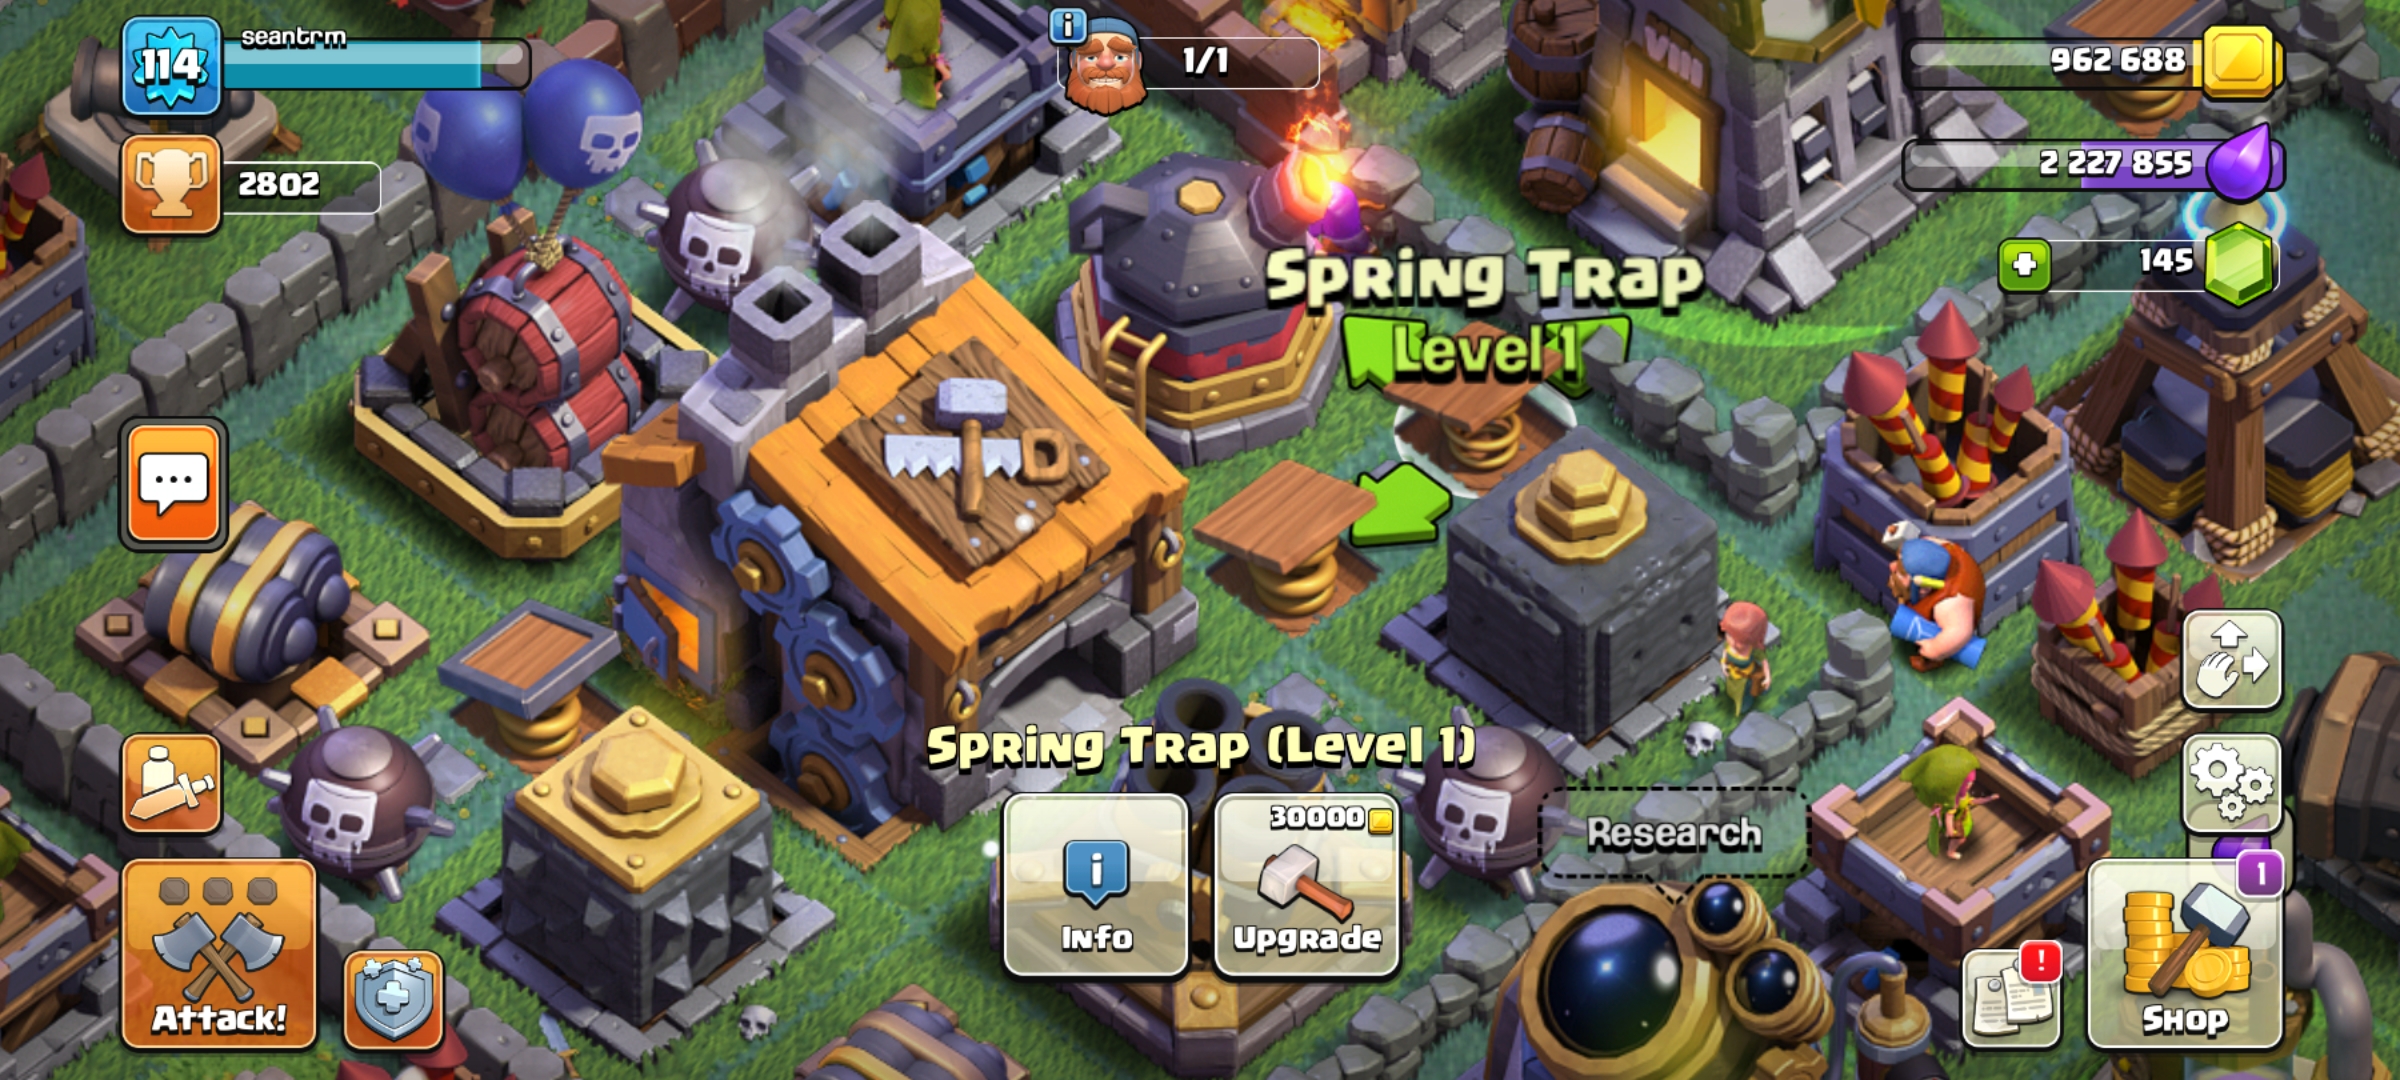 114
seantrm
1/1
962 688
2802
2 227 855
145
VIII
Spring Trap
Level 1
Spring Trap (Level 1)
30000
Research
Info
Upgrade
1
!
Attack!
Shop